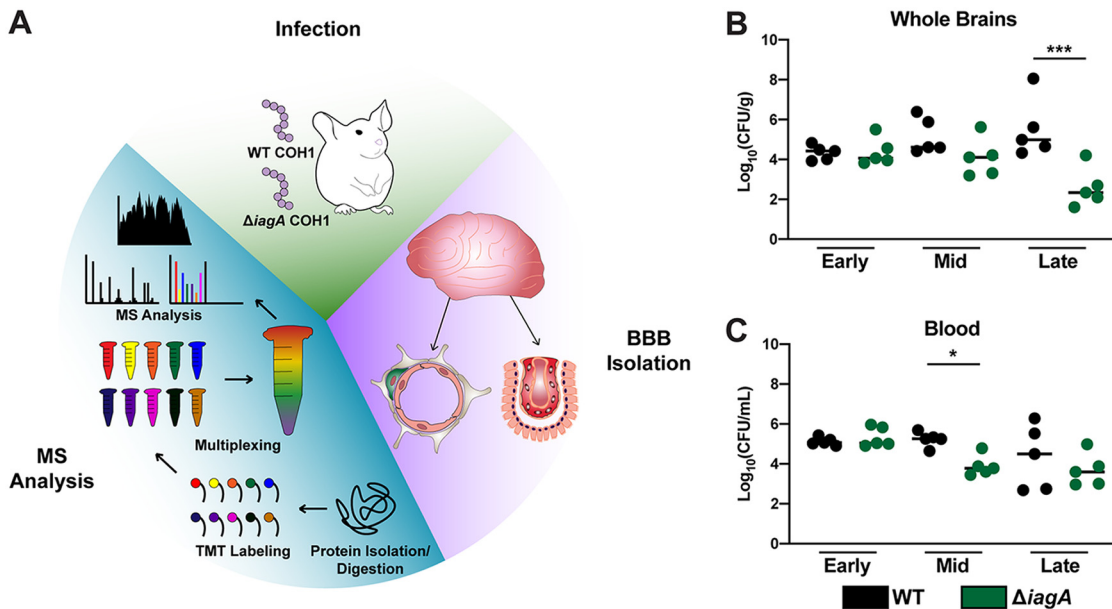 A
Infection
WT COH1
ΔiagA COH1
MS Analysis
Multiplexing
TMT Labeling
Protein Isolation/
Digestion
MS
Analysis
BBB
Isolation
B
Whole Brains
Log10(CFU/g)
10
8
6
4
2
0
***
Early
Mid
Late
C
Blood
Log10(CFU/mL)
10
8
6
4
2
0
*
Early
Mid
Late
WT
ΔiagA